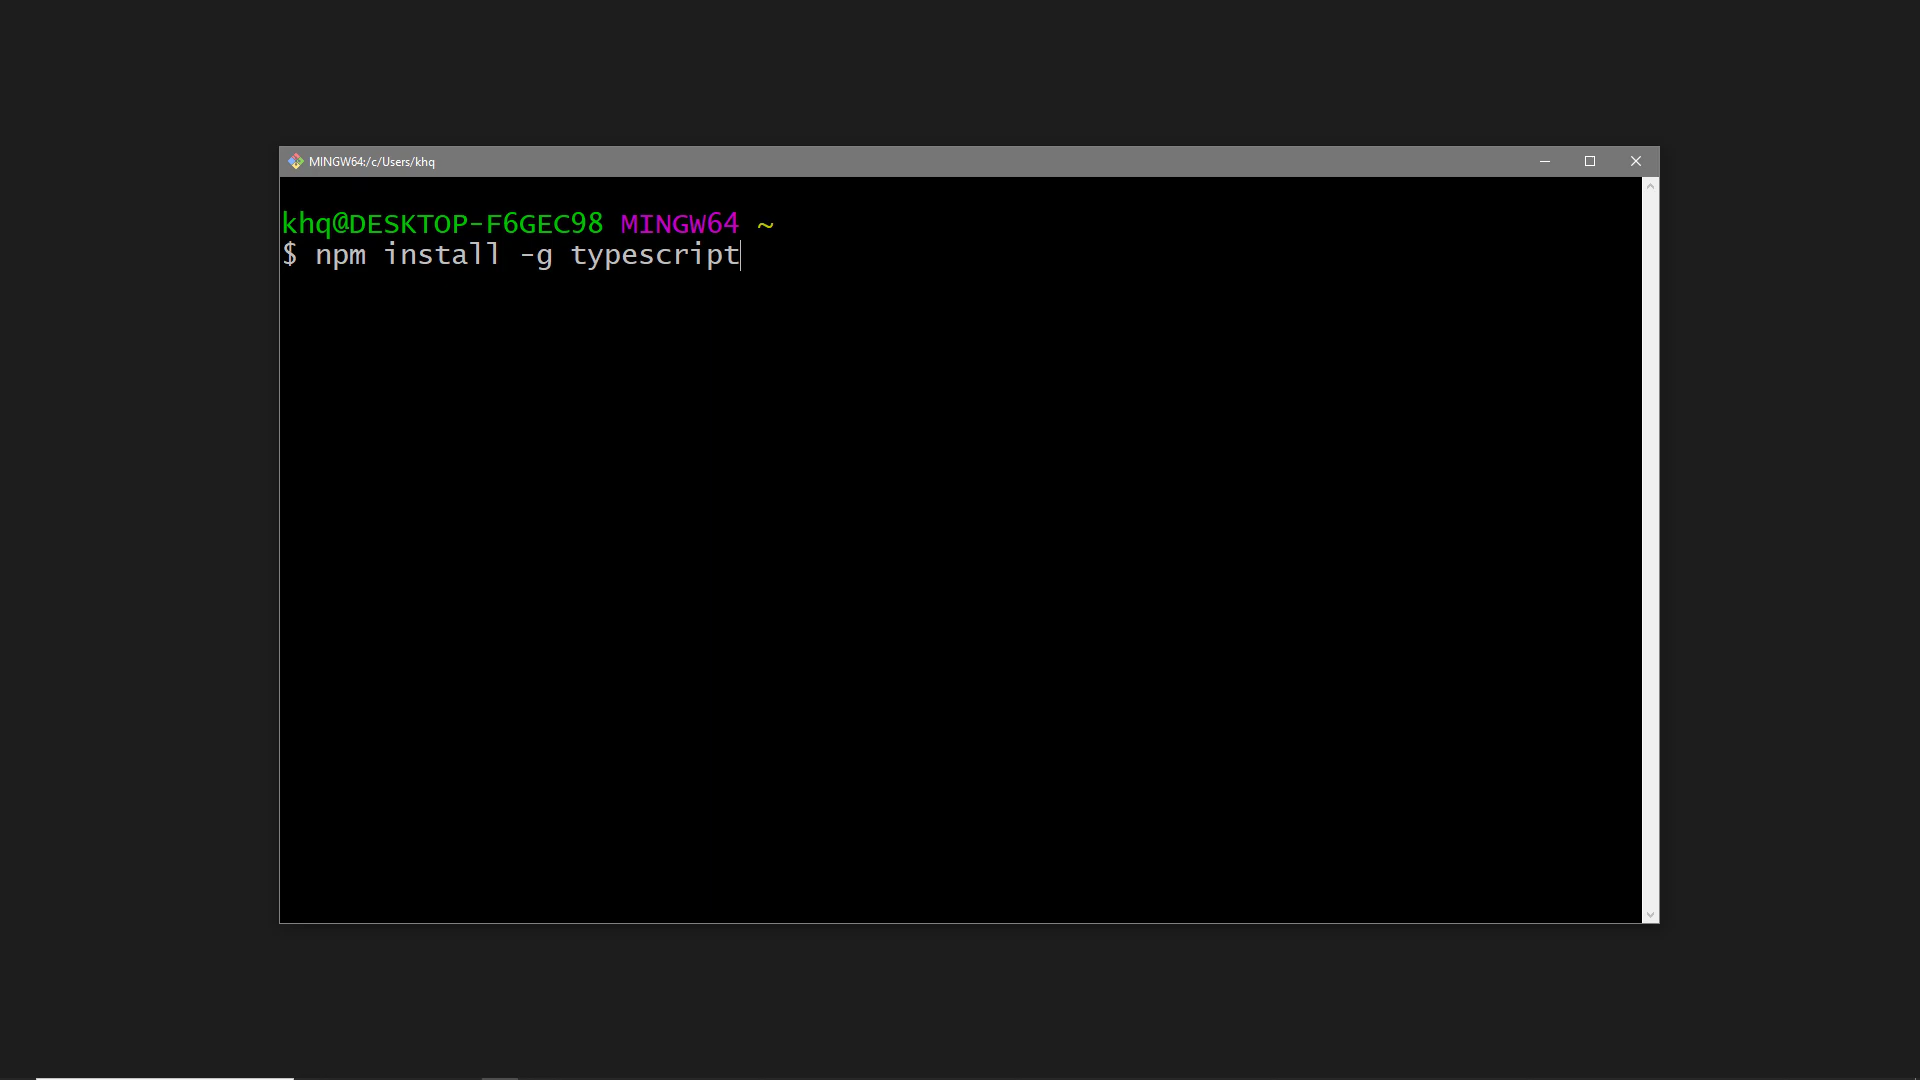 MINGW64:/c/Users/khq
khq@DESKTOP-F6GEC98 MINGW64 ~
$ npm install -g typescript